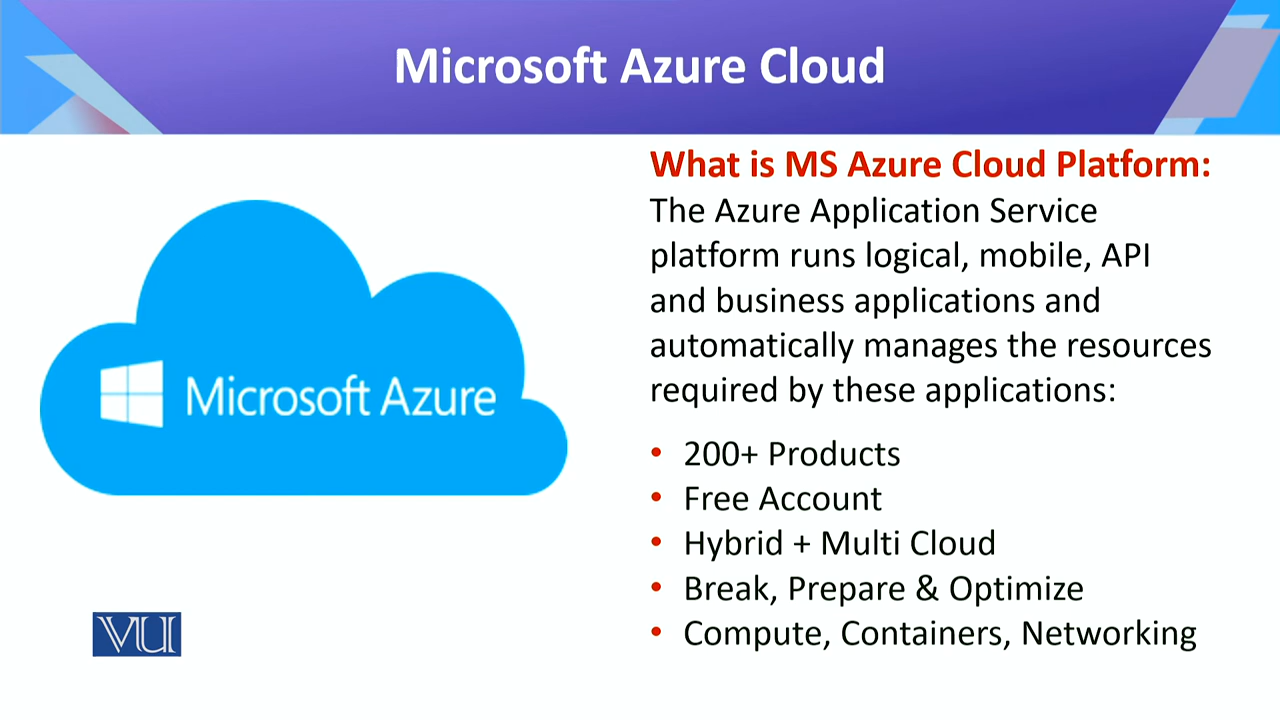 Microsoft Azure Cloud
What is MS Azure Cloud Platform:
The Azure Application Service
platform runs logical, mobile, API
and business applications and
automatically manages the resources
required by these applications:
• 200+ Products
• Free Account
• Hybrid + Multi Cloud
• Break, Prepare & Optimize
• Compute, Containers, Networking
Microsoft Azure
VU